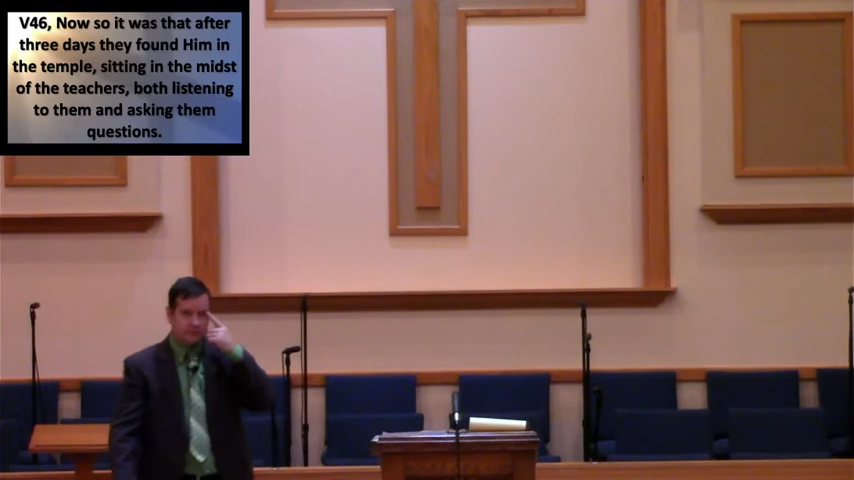 V46, Now so it was that after
three days they found Him in
the temple, sitting in the midst
of the teachers, both listening
to them and asking them
questions.